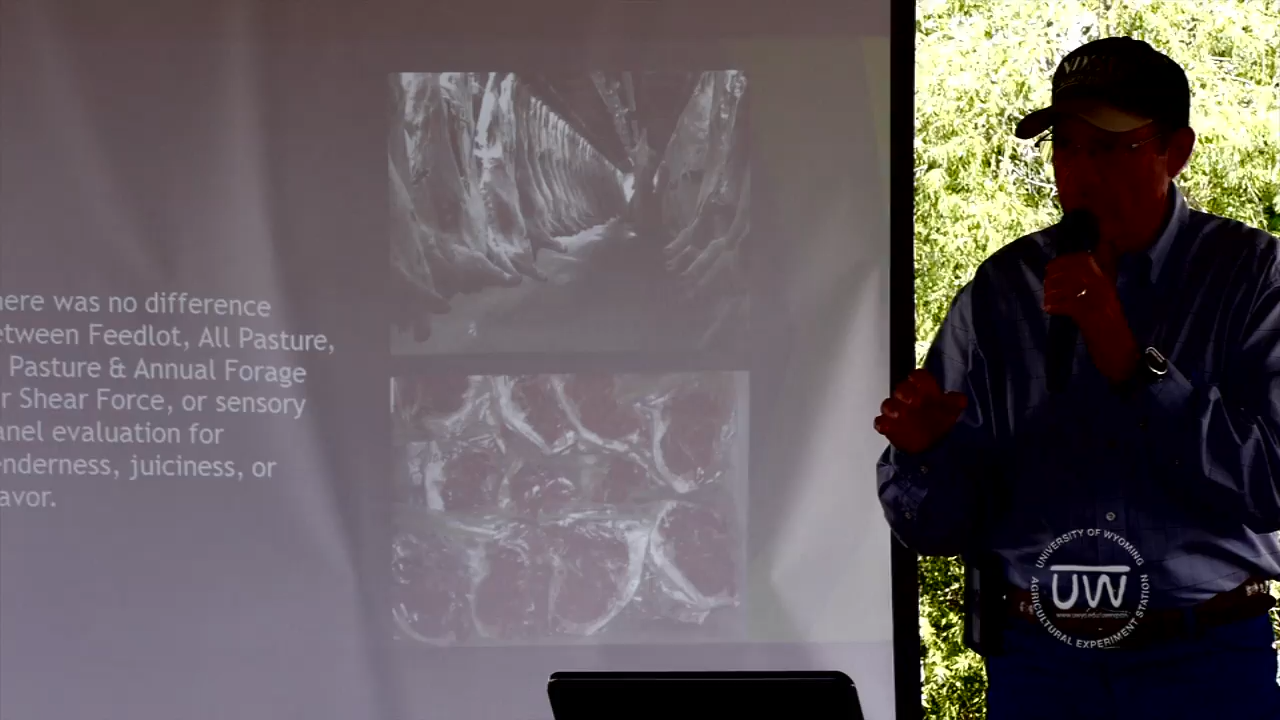 here was no difference
etween Feedlot, All Pasture,
Pasture & Annual Forage
r Shear Force, or sensory
anel evaluation for
enderness, juiciness, or
avor.
UNIVERSITY OF WYOMING
UW
AGRICULTURAL EXPERIMENT STATION